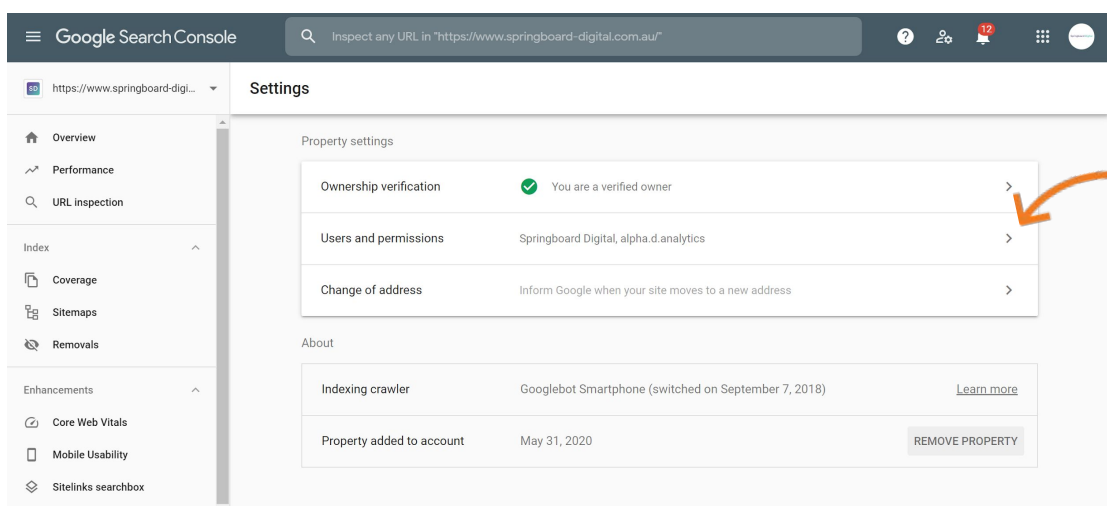 Google Search Console
Inspect any URL in "https://www.springboard-digital.com.au/"
12
SD
https://www.springboard-digi...
Settings
Overview
Performance
URL inspection
Index
Coverage
Sitemaps
Removals
Enhancements
Core Web Vitals
Mobile Usability
Sitelinks searchbox
Property settings
Ownership verification
You are a verified owner
Users and permissions
Springboard Digital, alpha.d.analytics
Change of address
Inform Google when your site moves to a new address
About
Indexing crawler
Googlebot Smartphone (switched on September 7, 2018)
Learn more
Property added to account
May 31, 2020
REMOVE PROPERTY